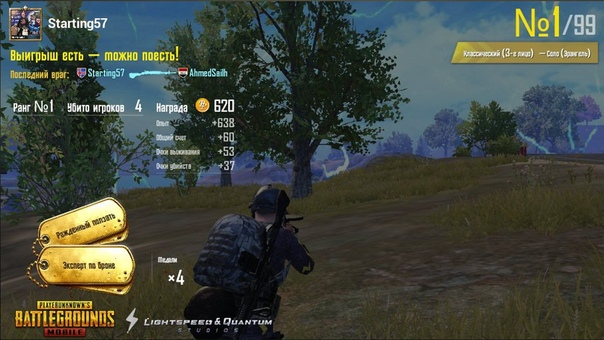 Starting57
№1/99
Выигрыш есть — можно поесть!
Классический (3-е лицо) — Соло (Эрангель)
Последний враг: Starting57 AhmedSailh
Ранг №1 Убито игроков 4 Награда 620
Опыт +638
Общий счет +60
Очки выживания +53
Очки убийств +37
Рожденный ползать
Эксперт по броне
Медали
×4
PLAYERUNKNOWN'S
BATTLEGROUNDS
MOBILE
LIGHTSPEED & QUANTUM
STUDIOS